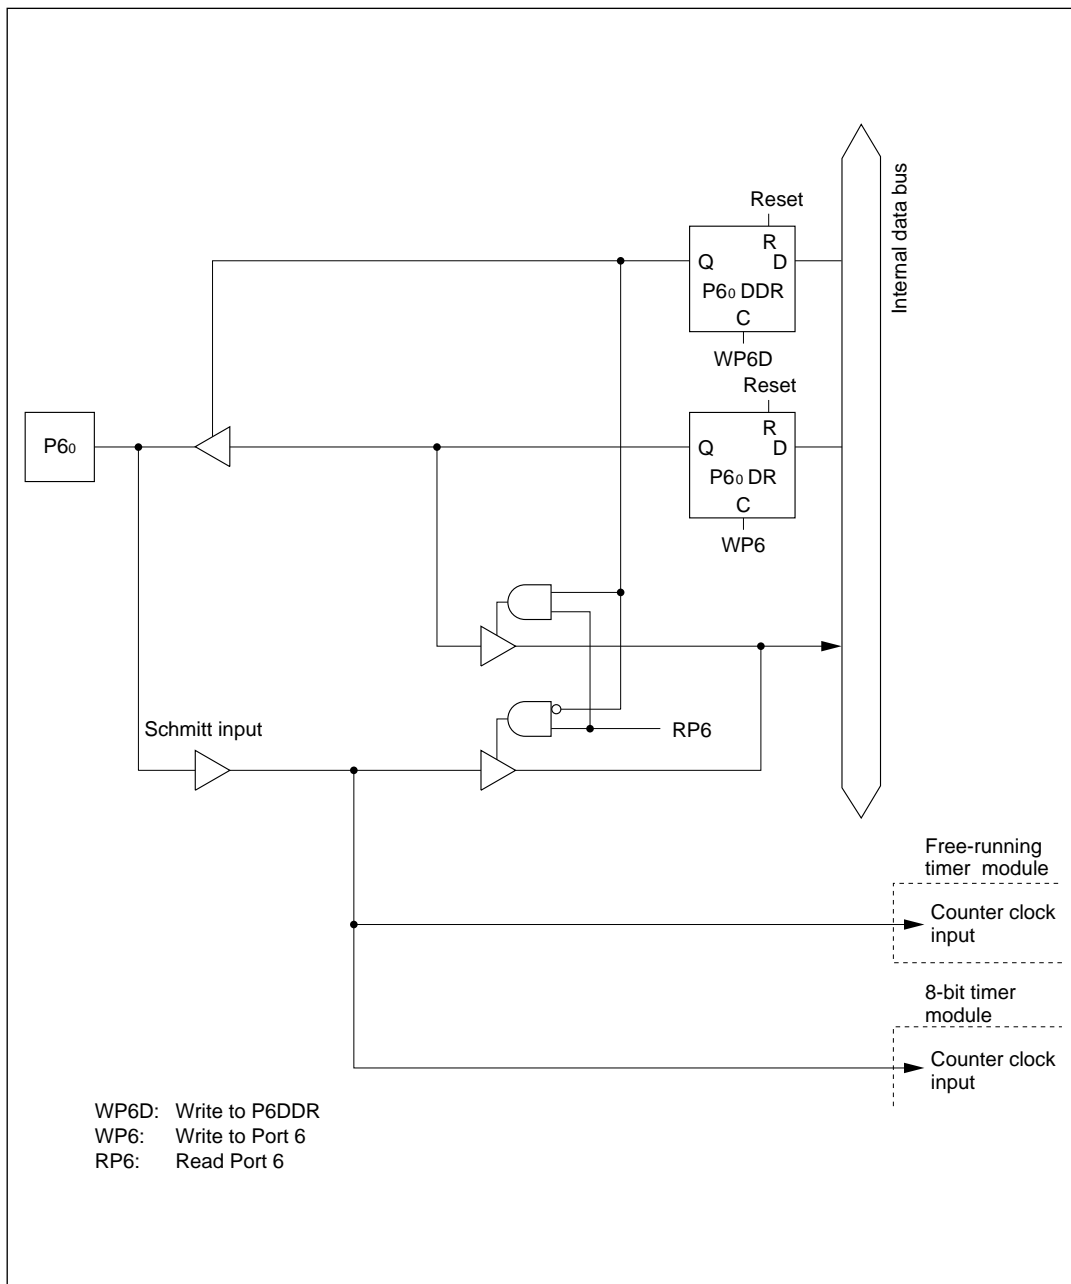 Reset
R
Q D
P6₀ DDR
C
WP6D
Internal data bus
Reset
R
Q D
P6₀ DR
C
WP6
P6₀
Schmitt input
RP6
Free-running
timer module
Counter clock
input
8-bit timer
module
Counter clock
input
WP6D: Write to P6DDR
WP6: Write to Port 6
RP6: Read Port 6